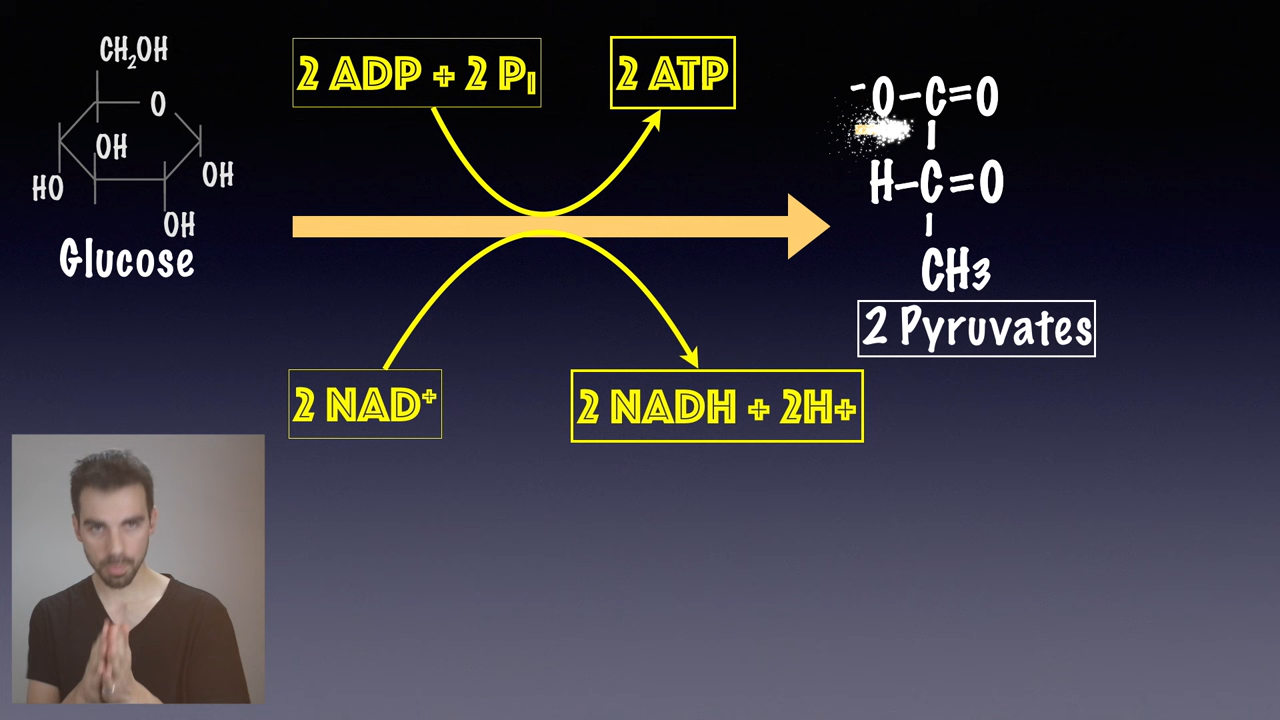 CH₂OH
O
OH
HO
OH
OH
Glucose
2 ADP + 2 Pi
2 ATP
2 NAD⁺
2 NADH + 2H+
⁻O–C=O
H–C=O
CH3
2 Pyruvates